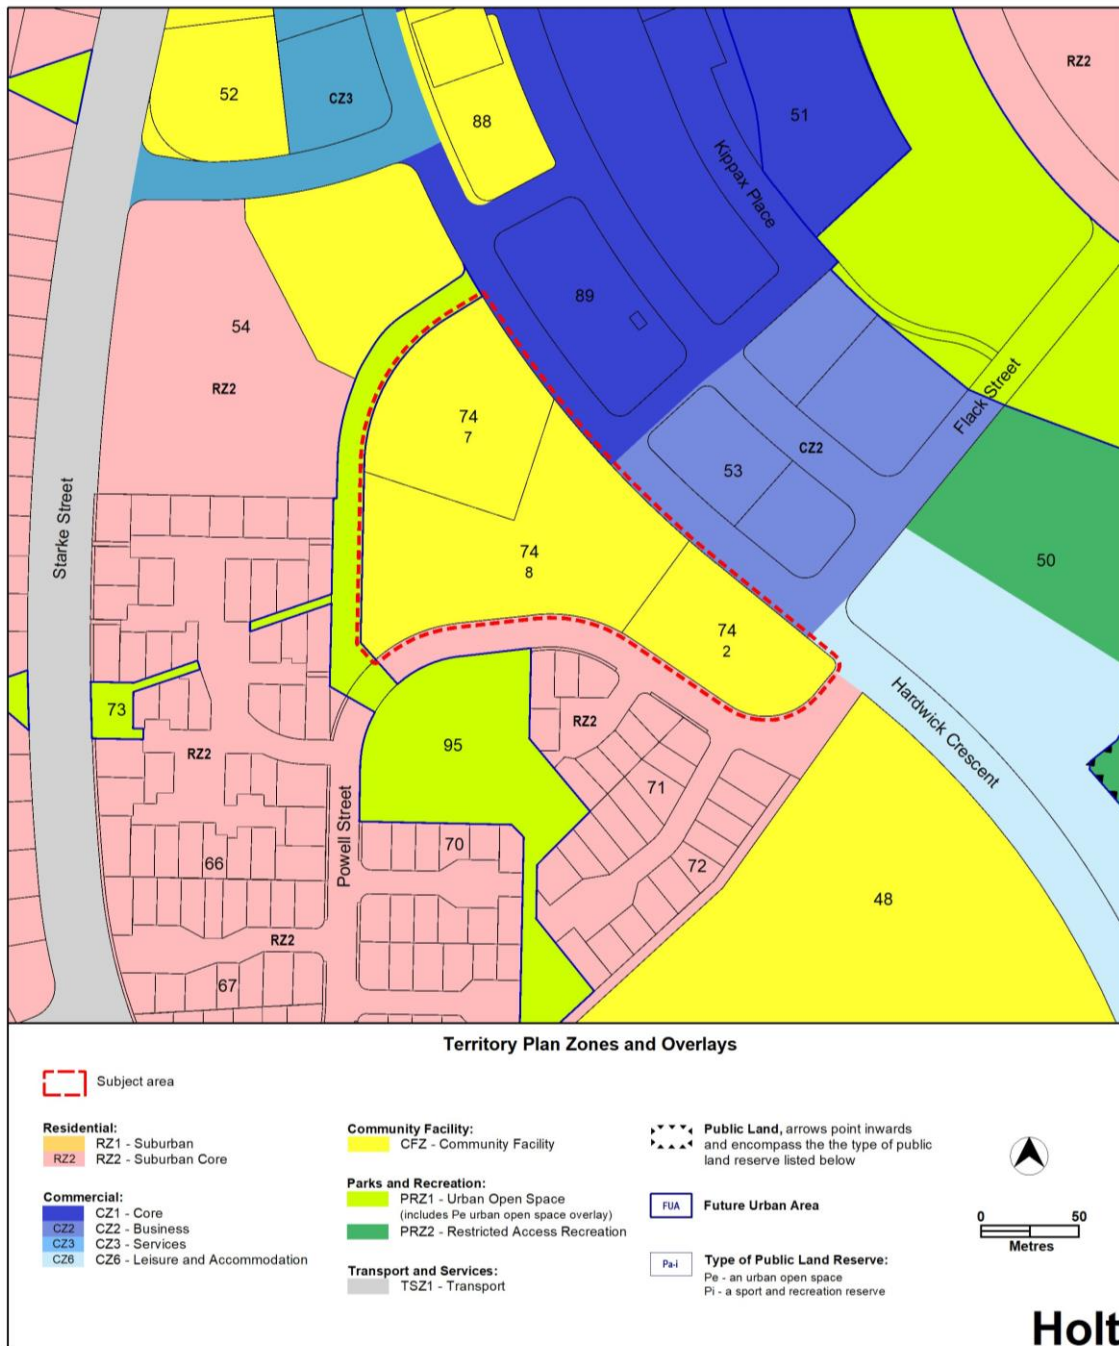 RZ2
52
CZ3
88
51
Kippax Place
89
54
RZ2
74
7
Flack Street
CZ2
53
Starke Street
74
8
50
74
2
73
RZ2
95
RZ2
Hardwick Crescent
71
Powell Street
70
72
66
48
RZ2
67
Territory Plan Zones and Overlays
Subject area
Residential:
RZ1 - Suburban
RZ2 RZ2 - Suburban Core
Commercial:
CZ1 - Core
CZ2 CZ2 - Business
CZ3 CZ3 - Services
CZ6 CZ6 - Leisure and Accommodation
Community Facility:
CFZ - Community Facility
Parks and Recreation:
PRZ1 - Urban Open Space
(includes Pe urban open space overlay)
PRZ2 - Restricted Access Recreation
Transport and Services:
TSZ1 - Transport
Public Land, arrows point inwards
and encompass the the type of public
land reserve listed below
FUA Future Urban Area
Pa-i Type of Public Land Reserve:
Pe - an urban open space
Pi - a sport and recreation reserve
0 50
Metres
Holt